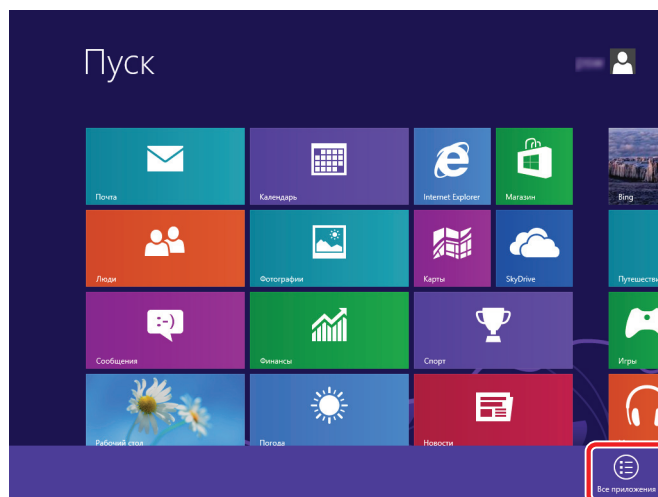 Пуск
Почта
Календарь
Internet Explorer
Магазин
Bing
Люди
Фотографии
Карты
SkyDrive
Путешестви
Сообщения
Финансы
Спорт
Игры
Рабочий стол
Погода
Новости
Все приложения